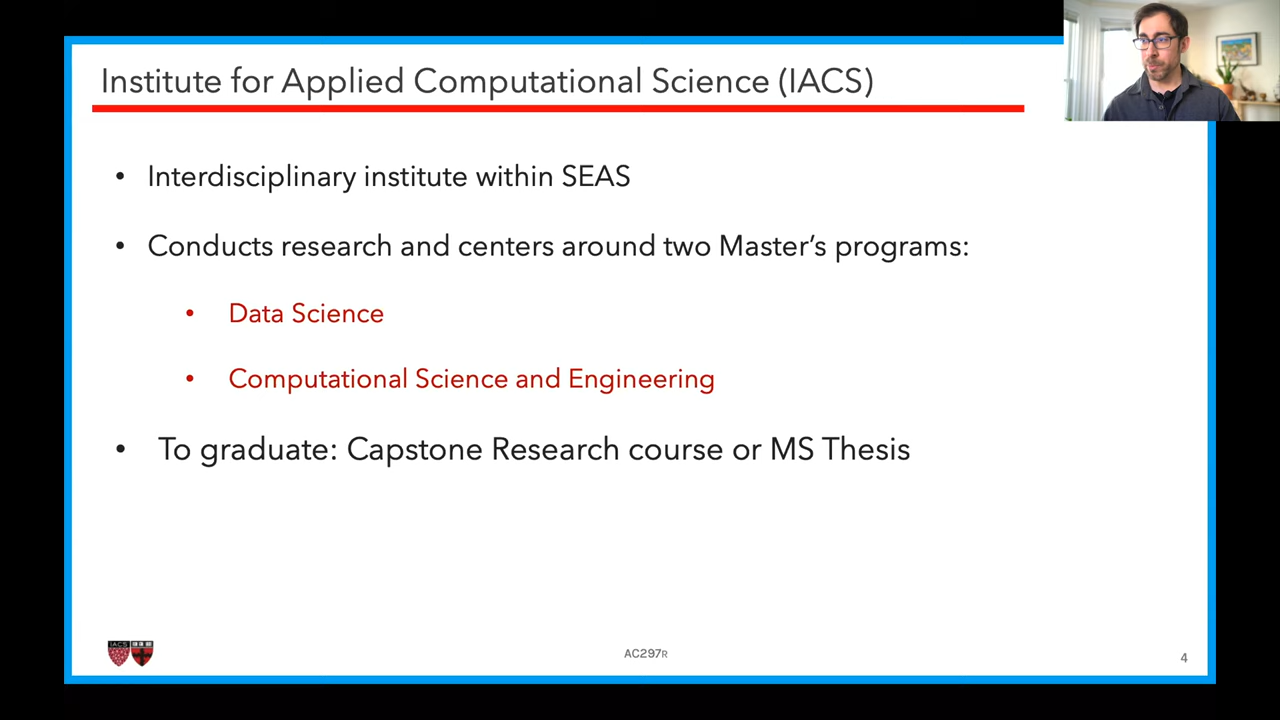 Institute for Applied Computational Science (IACS)
• Interdisciplinary institute within SEAS
• Conducts research and centers around two Master's programs:
• Data Science
• Computational Science and Engineering
• To graduate: Capstone Research course or MS Thesis
IACS
AC297R
4